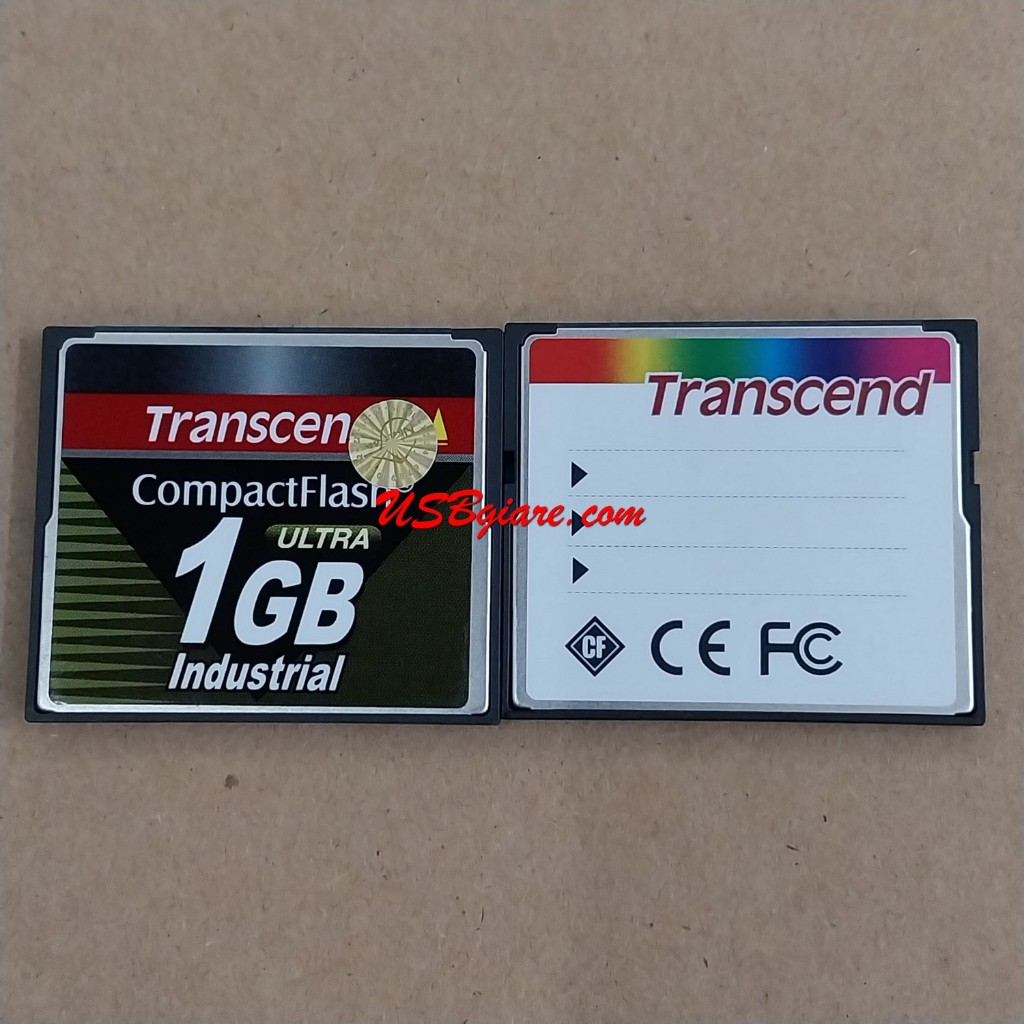 Transcen
CompactFlash
ULTRA
1GB
Industrial
Transcend
CF CE FC
USBgiare.com